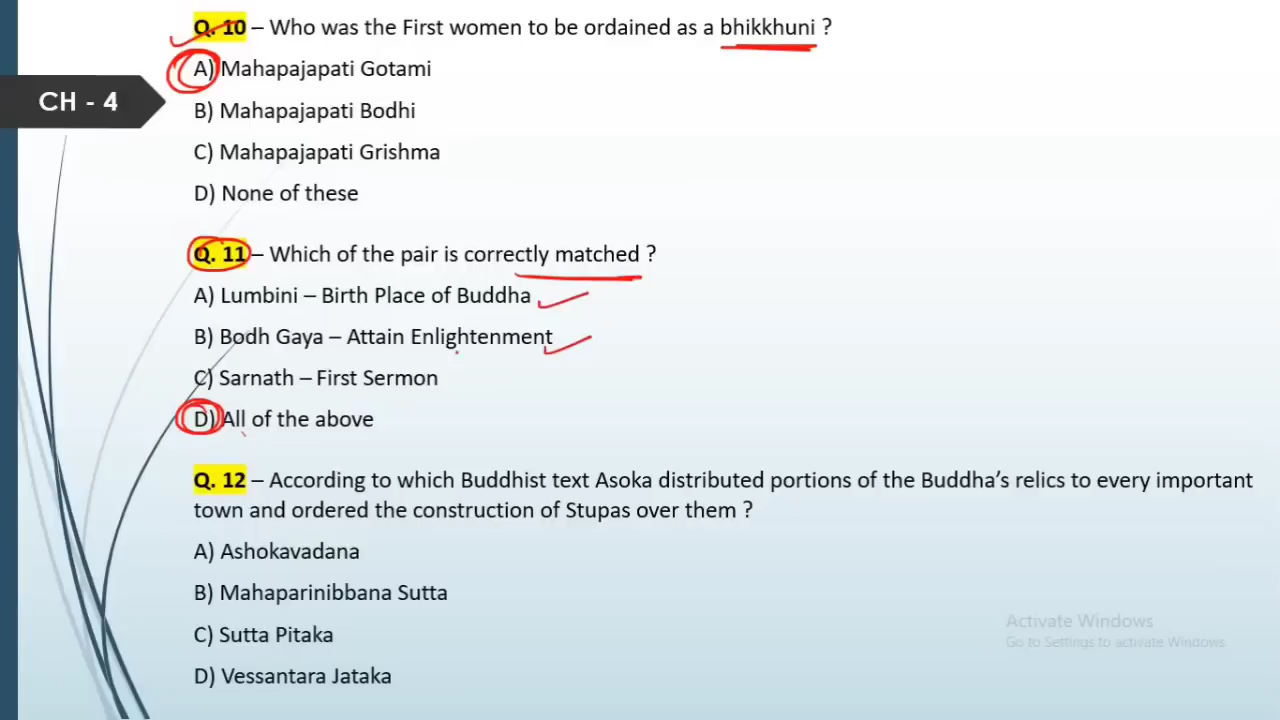 Q. 10 – Who was the First women to be ordained as a bhikkhuni ?
A) Mahapajapati Gotami
CH - 4
B) Mahapajapati Bodhi
C) Mahapajapati Grishma
D) None of these
Q. 11 – Which of the pair is correctly matched ?
A) Lumbini – Birth Place of Buddha
B) Bodh Gaya – Attain Enlightenment
C) Sarnath – First Sermon
D) All of the above
Q. 12 – According to which Buddhist text Asoka distributed portions of the Buddha’s relics to every important
town and ordered the construction of Stupas over them ?
A) Ashokavadana
B) Mahaparinibbana Sutta
C) Sutta Pitaka
D) Vessantara Jataka
Activate Windows
Go to Settings to activate Windows.